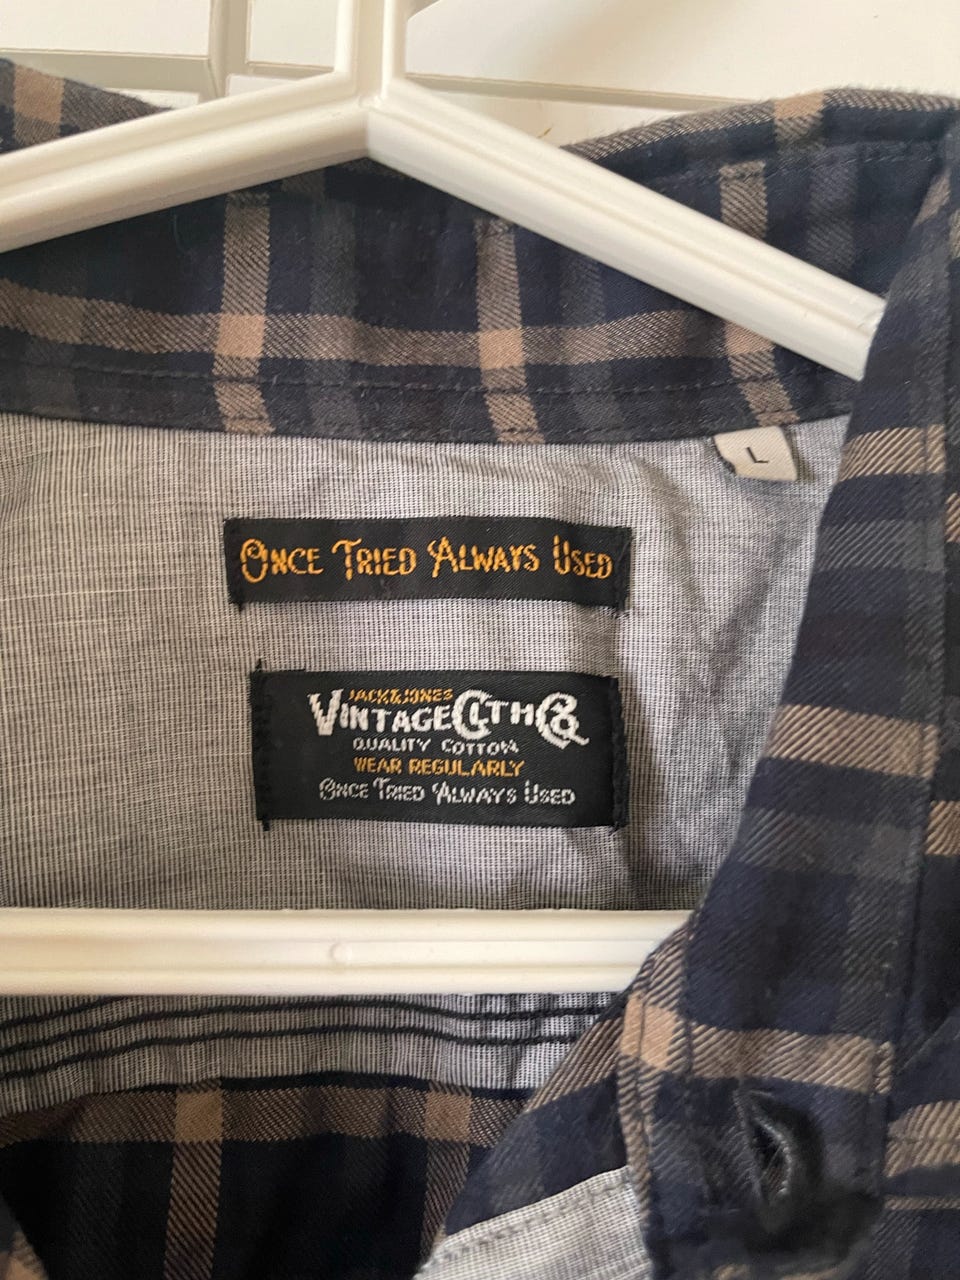 L
Once Tried Always Used
JACK&JONES
VINTAGE CLTH Co
QUALITY COTTON
WEAR REGULARLY
Once Tried Always Used